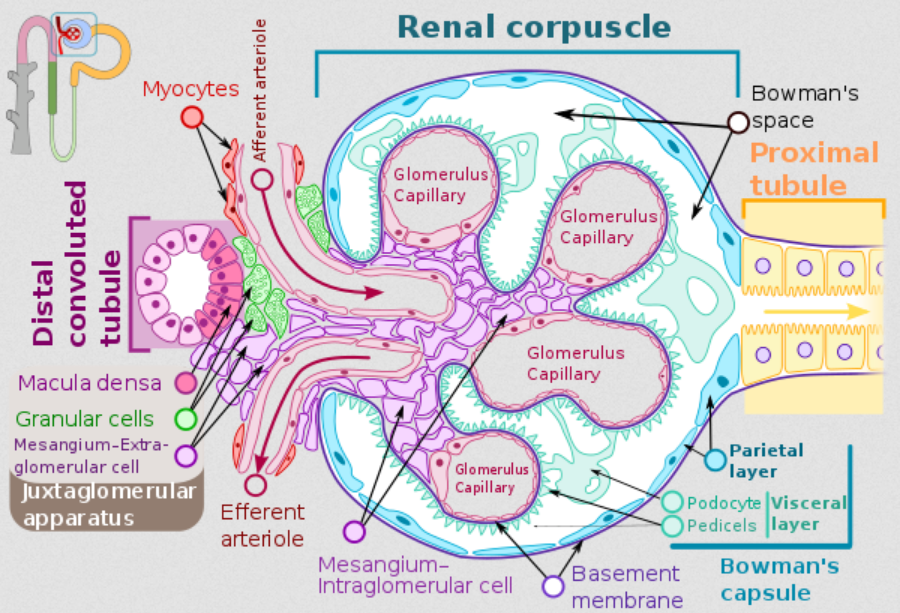 Renal corpuscle
Myocytes
Afferent arteriole
Bowman's
space
Proximal
tubule
Glomerulus
Capillary
Glomerulus
Capillary
Distal
convoluted
tubule
Glomerulus
Capillary
Macula densa
Granular cells
Mesangium–Extra-
glomerular cell
Juxtaglomerular
apparatus
Glomerulus
Capillary
Parietal
layer
Podocyte
Pedicels
Visceral
layer
Efferent
arteriole
Mesangium–
Intraglomerular cell
Basement
membrane
Bowman's
capsule